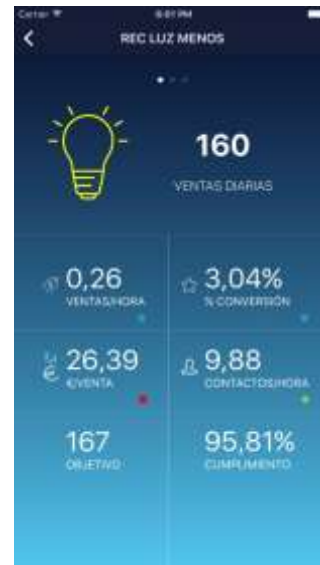 Carrier 6:01 PM
REC LUZ MENOS
160
VENTAS DIARIAS
0,26
VENTAS/HORA
3,04%
% CONVERSIÓN
26,39
€/VENTA
9,88
CONTACTOS/HORA
167
OBJETIVO
95,81%
CUMPLIMIENTO